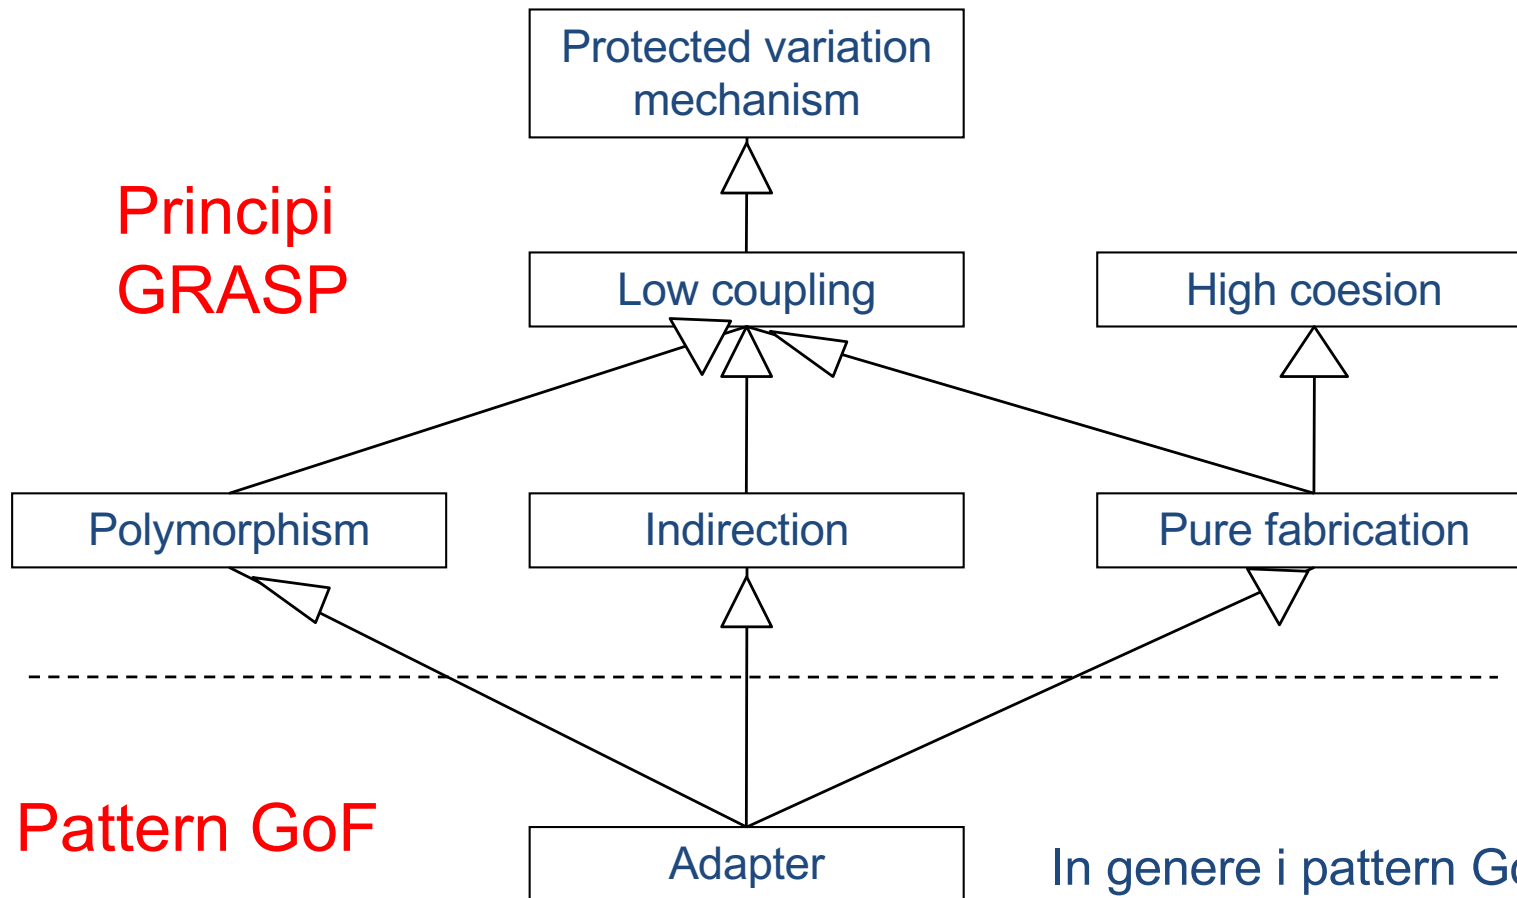 Protected variation
mechanism
Principi
GRASP
Low coupling
High coesion
Polymorphism
Indirection
Pure fabrication
Pattern GoF
Adapter
In genere i pattern